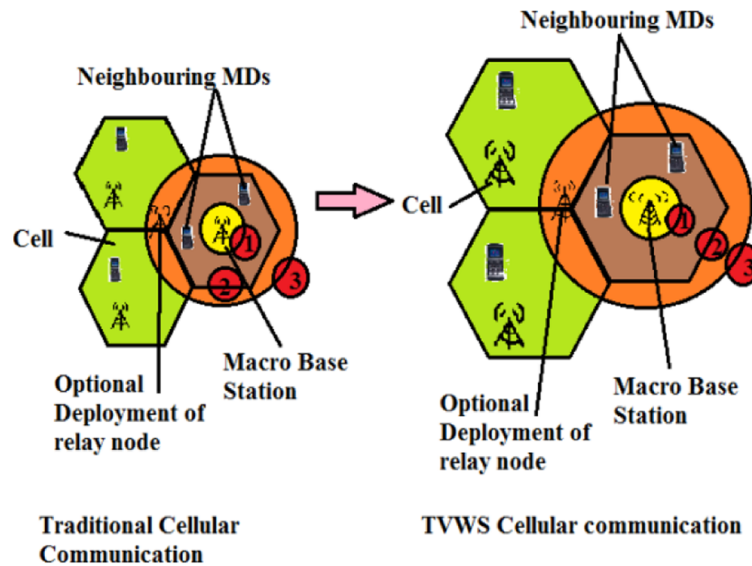 Neighbouring MDs
Cell
1
2
3
Macro Base
Station
Optional
Deployment of
relay node
Traditional Cellular
Communication
Neighbouring MDs
Cell
1
2
3
Macro Base
Station
Optional
Deployment of
relay node
TVWS Cellular communication